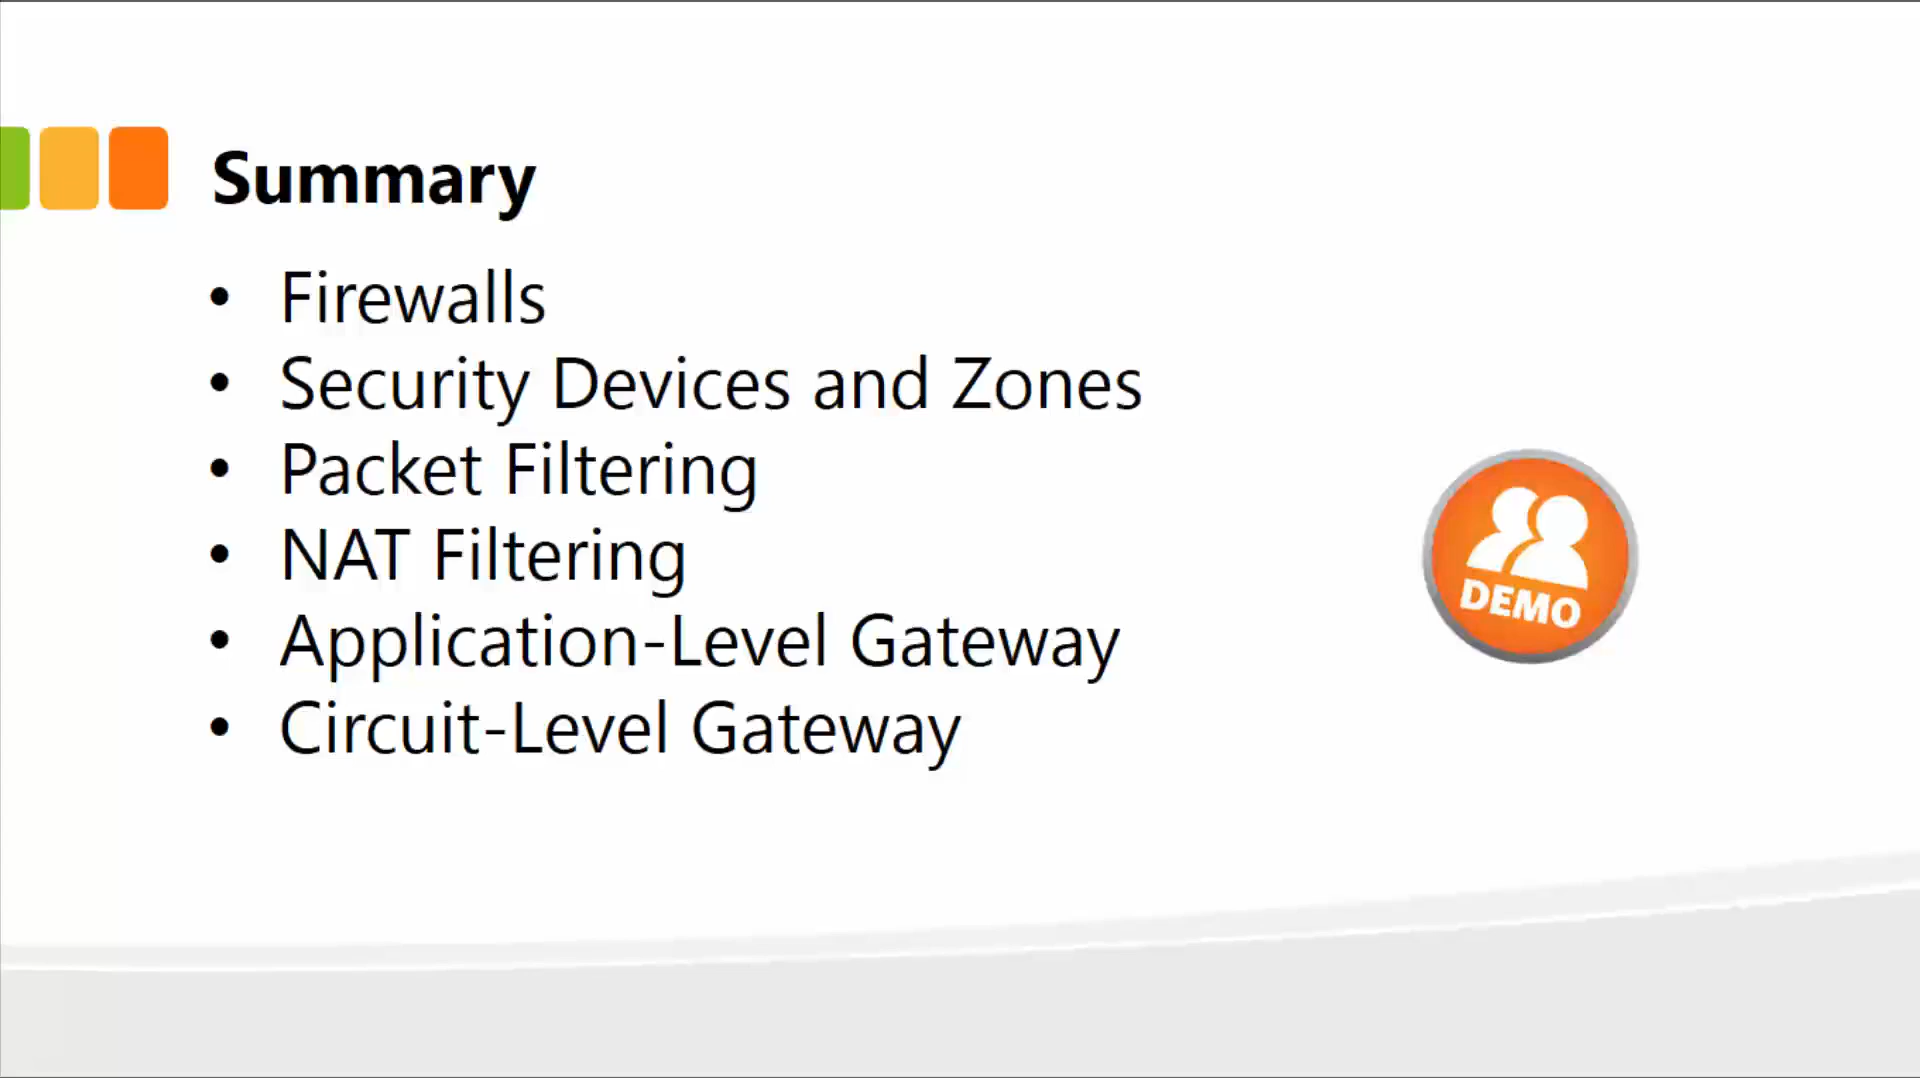 Summary
• Firewalls
• Security Devices and Zones
• Packet Filtering
• NAT Filtering
• Application-Level Gateway
• Circuit-Level Gateway
DEMO